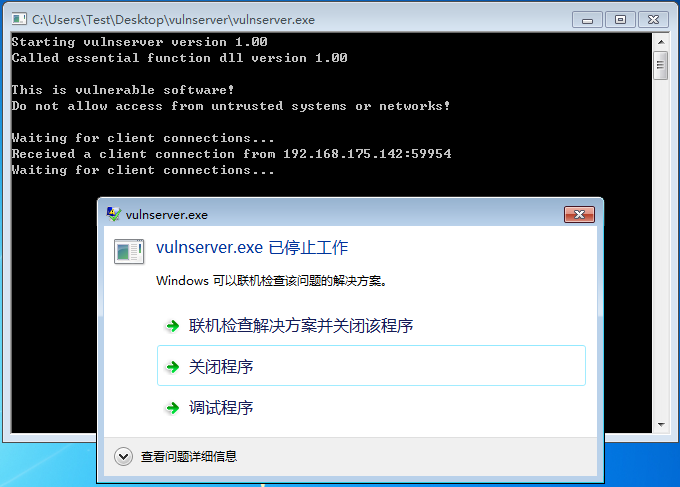 C:\Users\Test\Desktop\vulnserver\vulnserver.exe
Starting vulnserver version 1.00
Called essential function dll version 1.00
This is vulnerable software!
Do not allow access from untrusted systems or networks!
Waiting for client connections...
Received a client connection from 192.168.175.142:59954
Waiting for client connections...
vulnserver.exe
vulnserver.exe 已停止工作
Windows 可以联机检查该问题的解决方案。
联机检查解决方案并关闭该程序
关闭程序
调试程序
查看问题详细信息